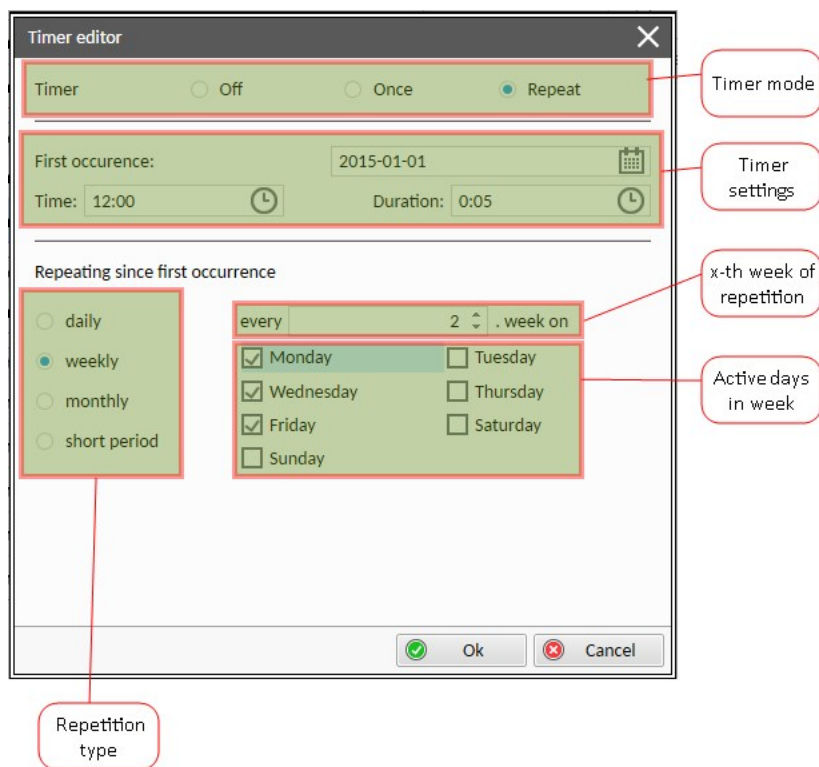 Timer editor
Timer Off Once Repeat
Timer mode
First occurence: 2015-01-01
Time: 12:00 Duration: 0:05
Timer
settings
Repeating since first occurrence
x-th week of
repetition
daily
weekly
monthly
short period
every 2 . week on
Monday Tuesday
Wednesday Thursday
Friday Saturday
Sunday
Active days
in week
Ok Cancel
Repetition
type